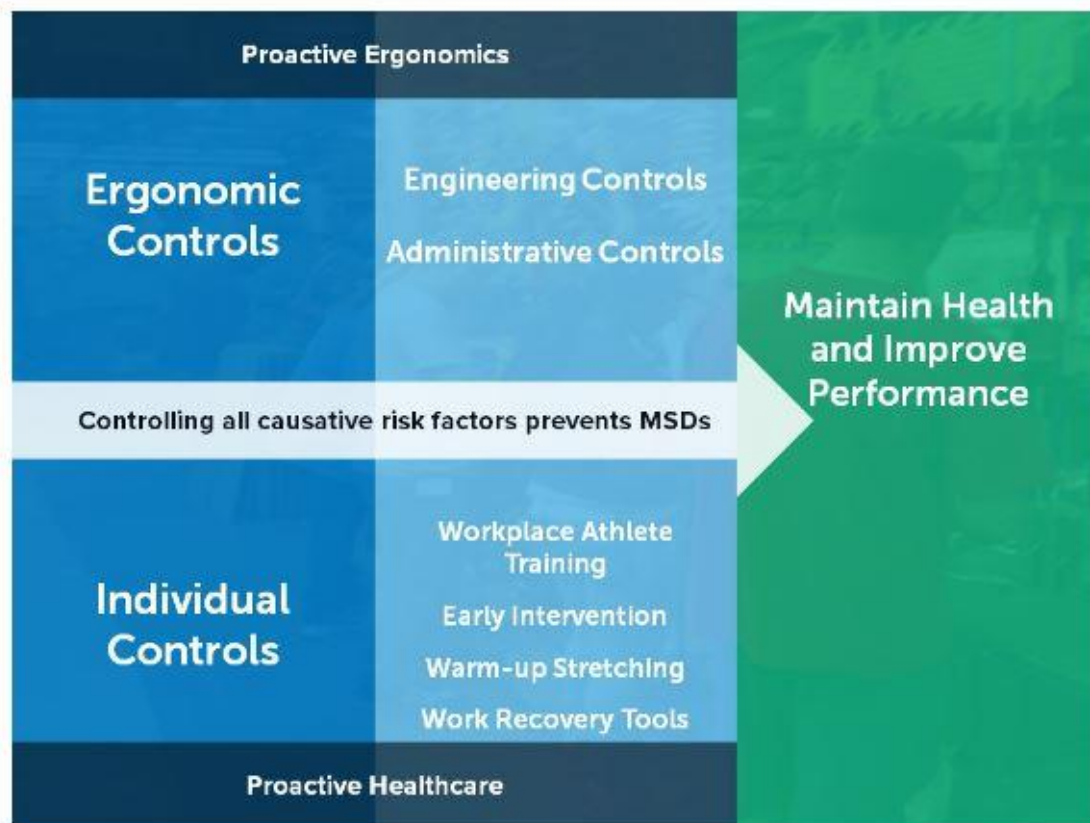 Proactive Ergonomics
Ergonomic
Controls
Engineering Controls
Administrative Controls
Controlling all causative risk factors prevents MSDs
Individual
Controls
Workplace Athlete
Training
Early Intervention
Warm-up Stretching
Work Recovery Tools
Proactive Healthcare
Maintain Health
and Improve
Performance